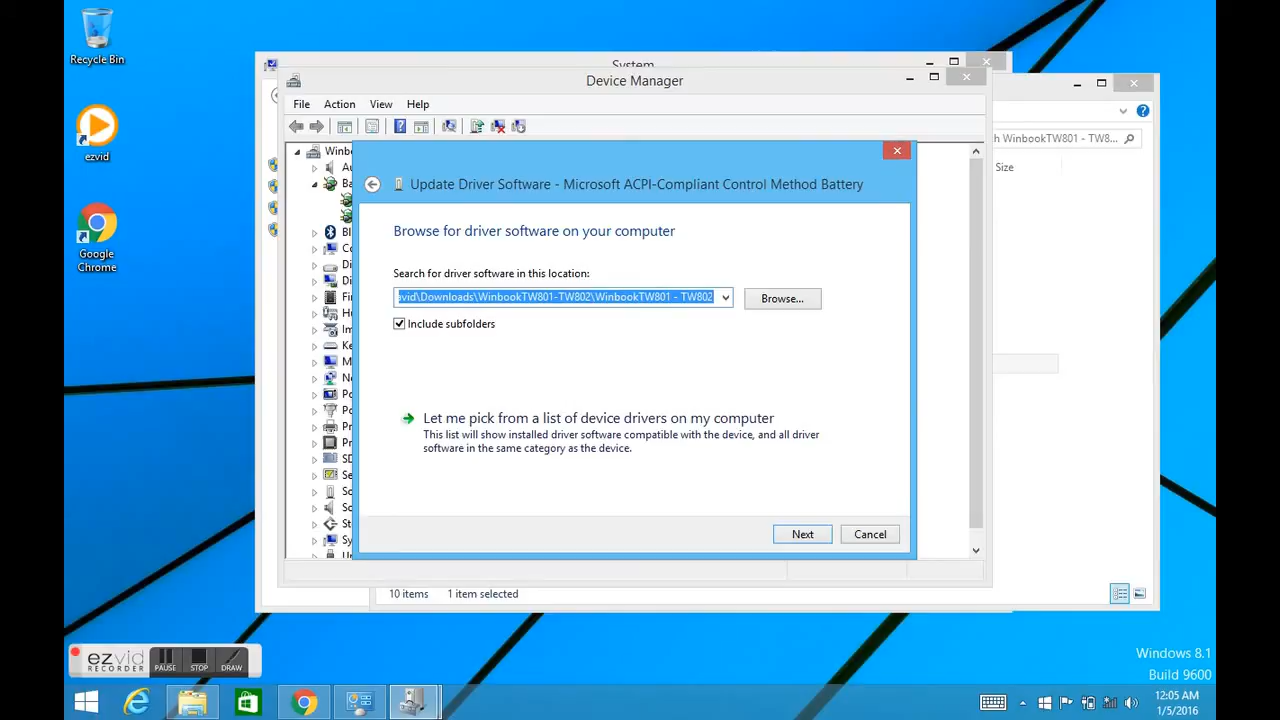 Recycle Bin
ezvid
Google
Chrome
System
Device Manager
File Action View Help
h WinbookTW801 - TW8...
Size
Update Driver Software - Microsoft ACPI-Compliant Control Method Battery
Browse for driver software on your computer
Search for driver software in this location:
avid\Downloads\WinbookTW801-TW802\WinbookTW801 - TW802
Browse...
Include subfolders
Let me pick from a list of device drivers on my computer
This list will show installed driver software compatible with the device, and all driver
software in the same category as the device.
Next
Cancel
Winb
Ba
Bl
10 items 1 item selected
ezvid
RECORDER
PAUSE
STOP
DRAW
Windows 8.1
Build 9600
12:05 AM
1/5/2016